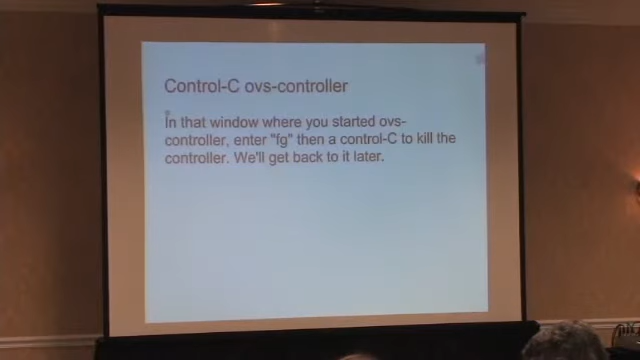 Control-C ovs-controller
In that window where you started ovs-
controller, enter "fg" then a control-C to kill the
controller. We'll get back to it later.